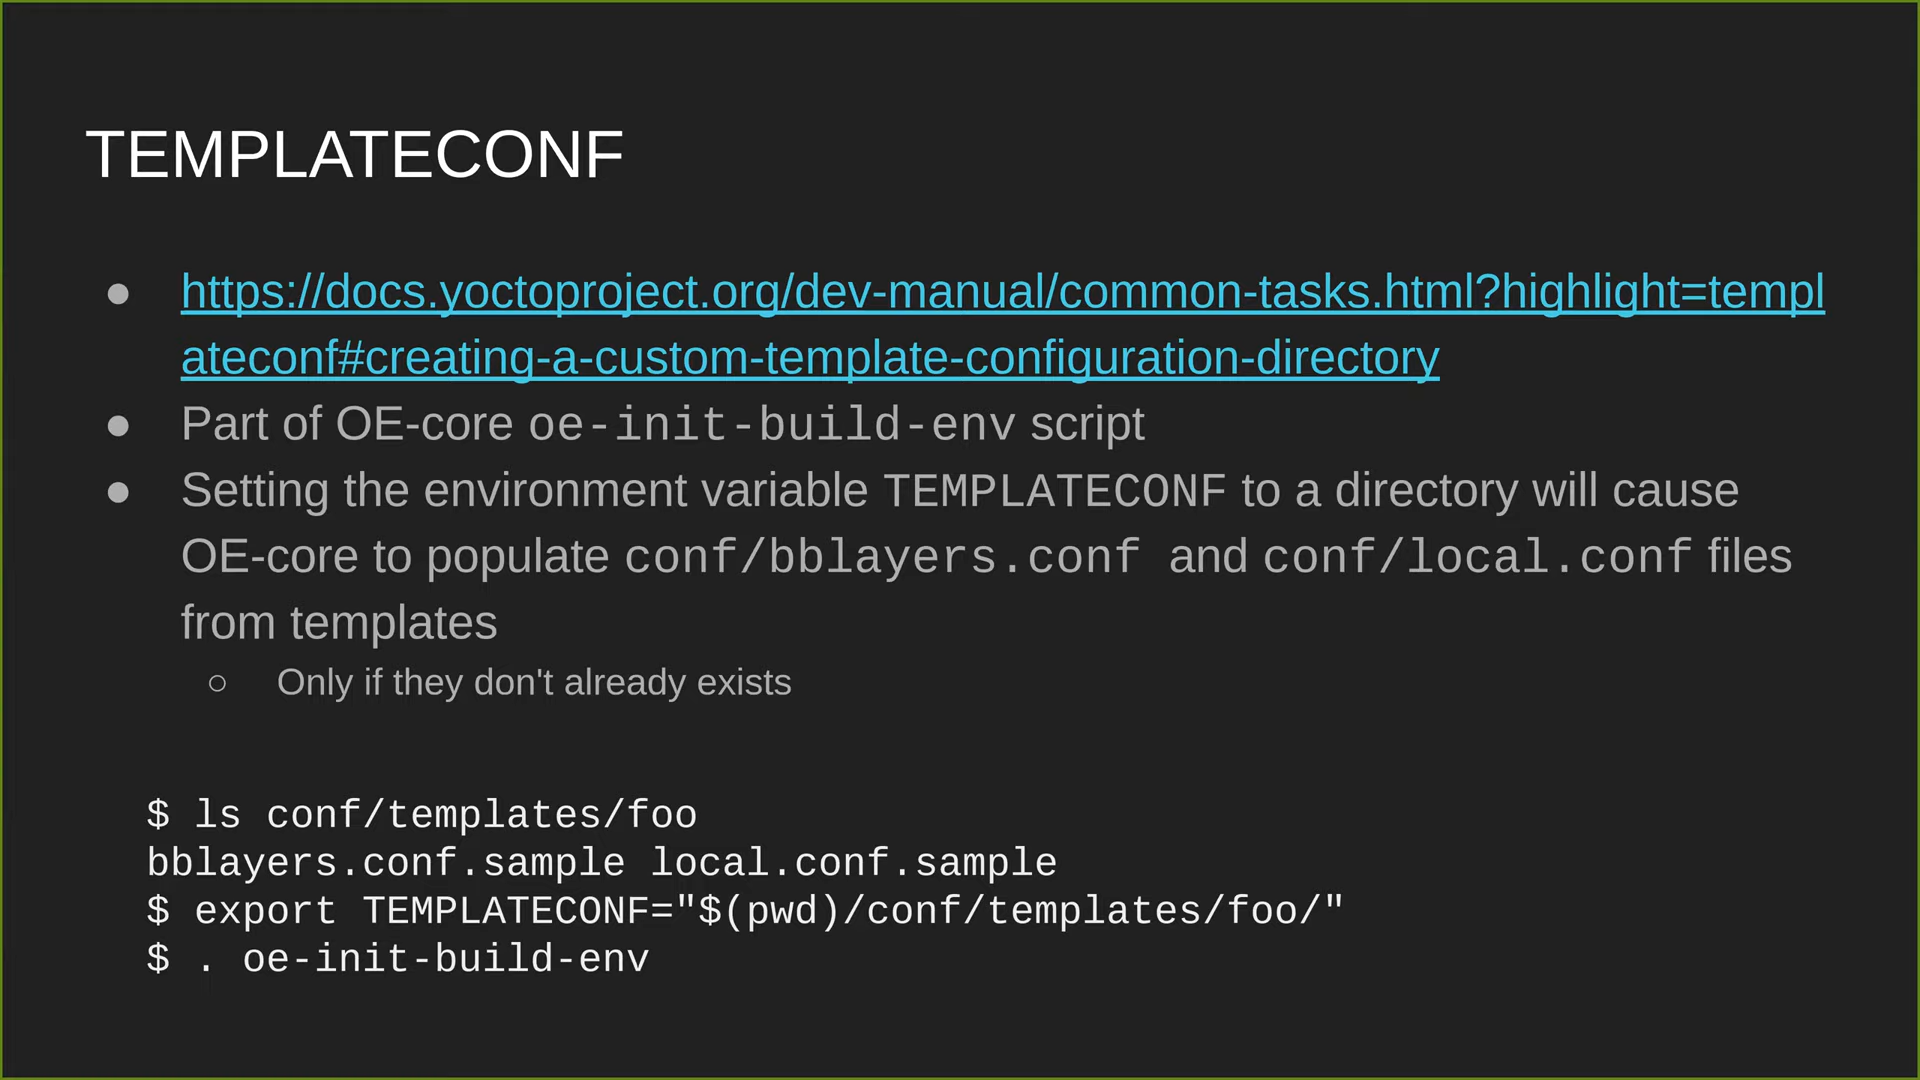 TEMPLATECONF
● https://docs.yoctoproject.org/dev-manual/common-tasks.html?highlight=templ
ateconf#creating-a-custom-template-configuration-directory
● Part of OE-core oe-init-build-env script
● Setting the environment variable TEMPLATECONF to a directory will cause
OE-core to populate conf/bblayers.conf and conf/local.conf files
from templates
○ Only if they don't already exists
$ ls conf/templates/foo
bblayers.conf.sample local.conf.sample
$ export TEMPLATECONF="$(pwd)/conf/templates/foo/"
$ . oe-init-build-env